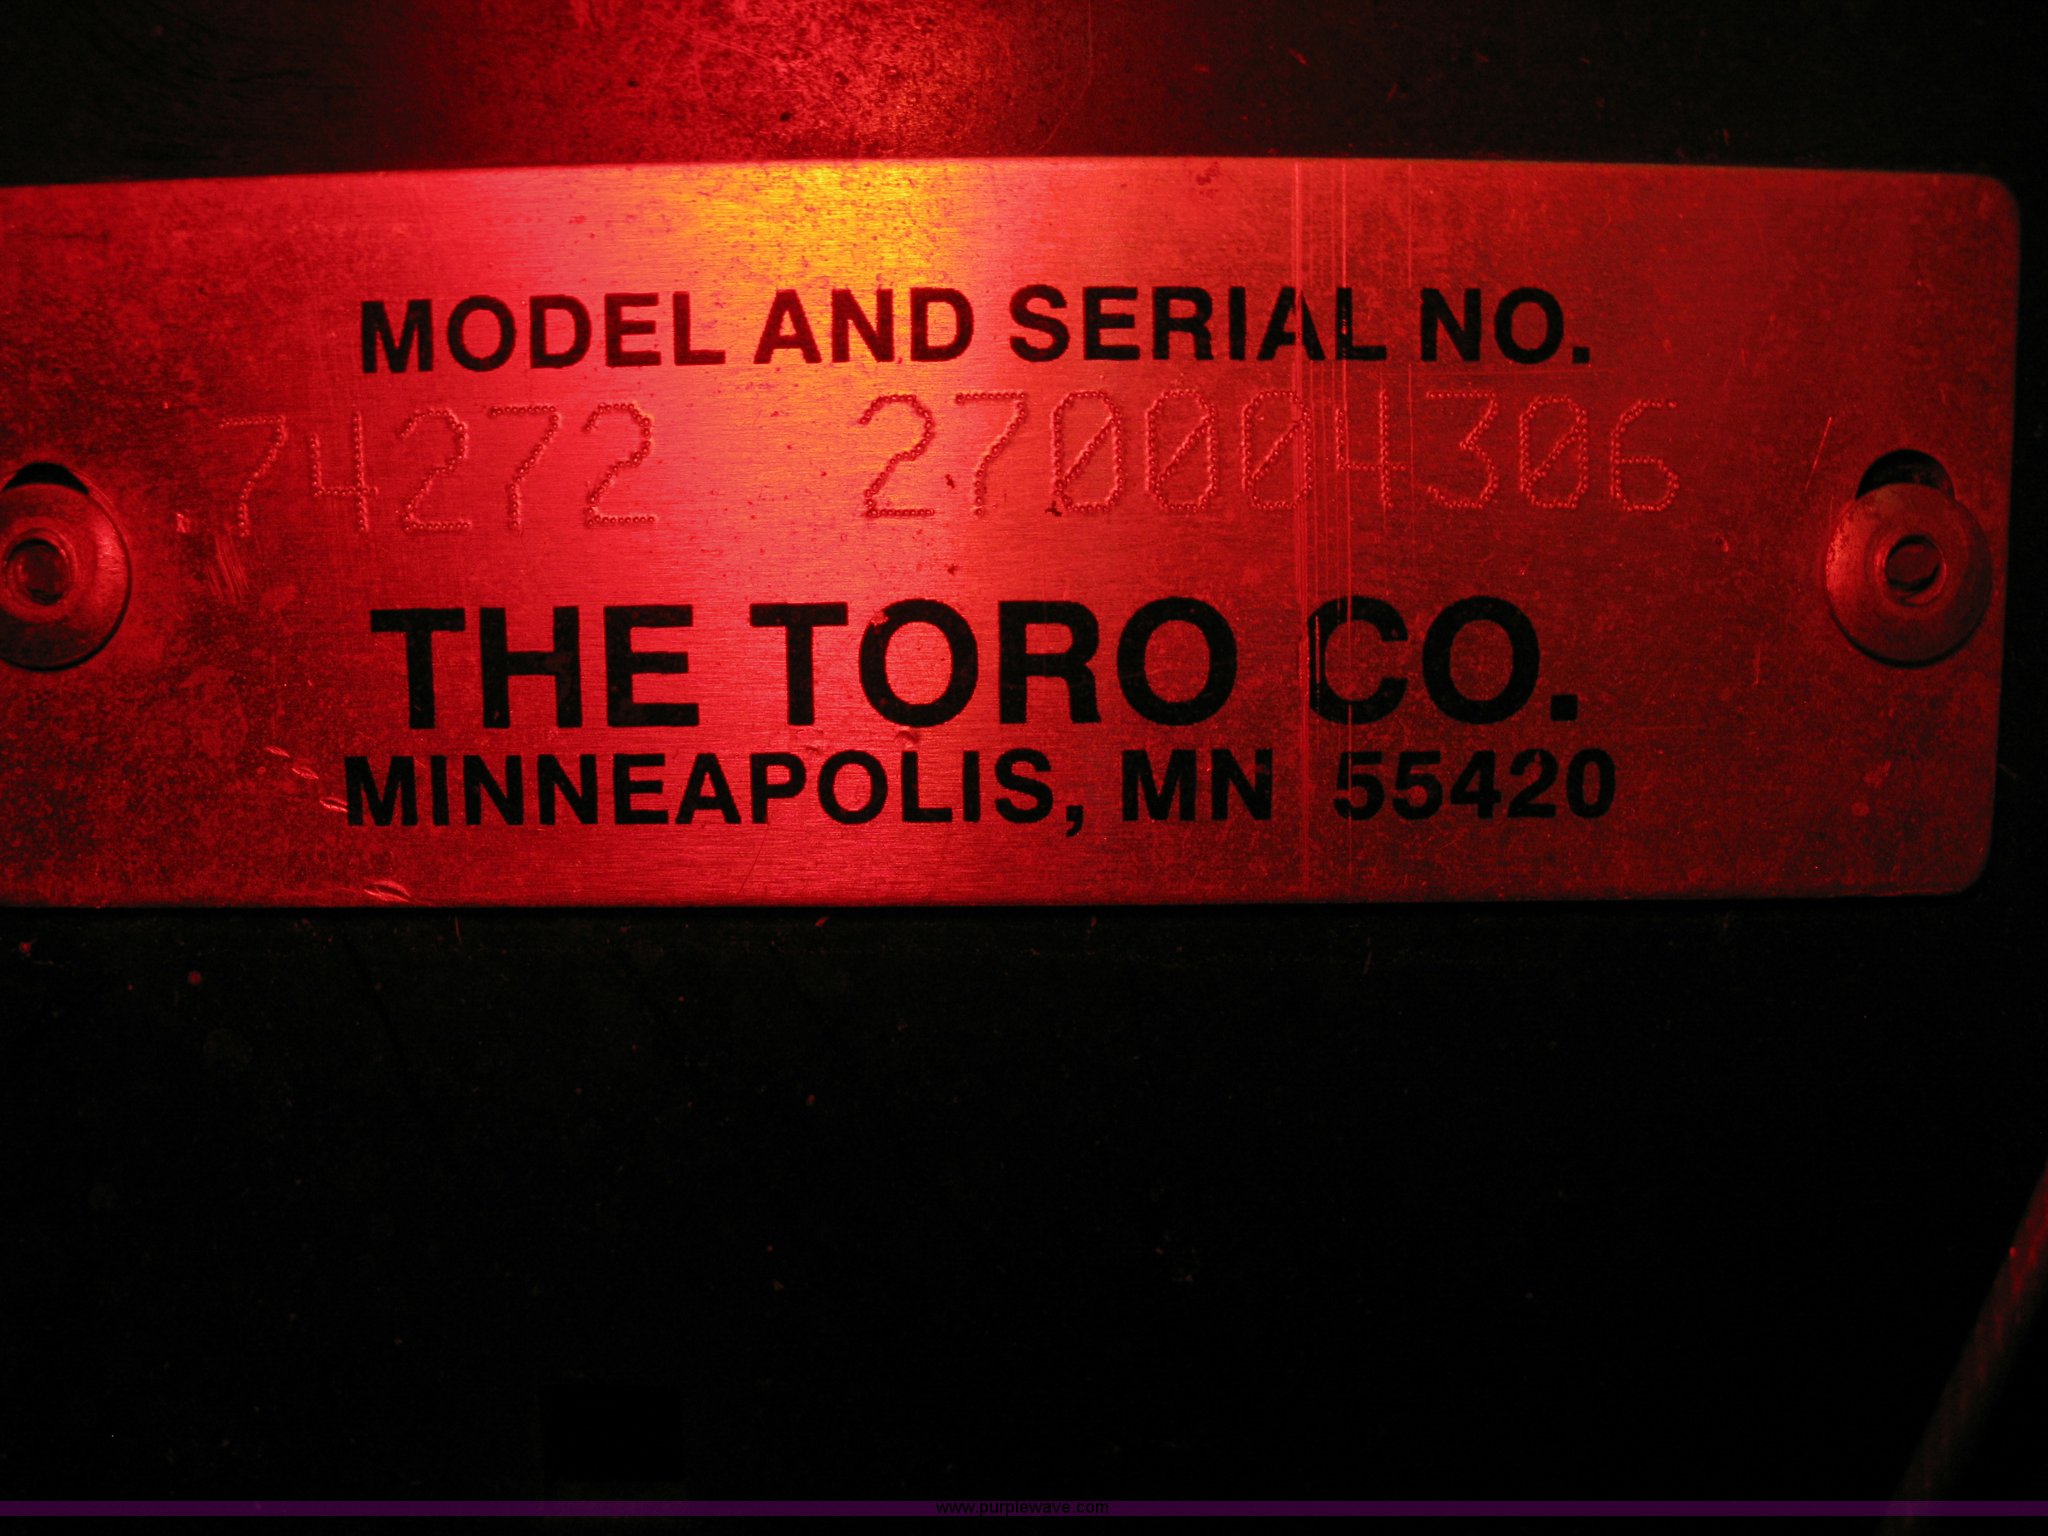 MODEL AND SERIAL NO.
74272 270004306
THE TORO CO.
MINNEAPOLIS, MN 55420
www.purplewave.com